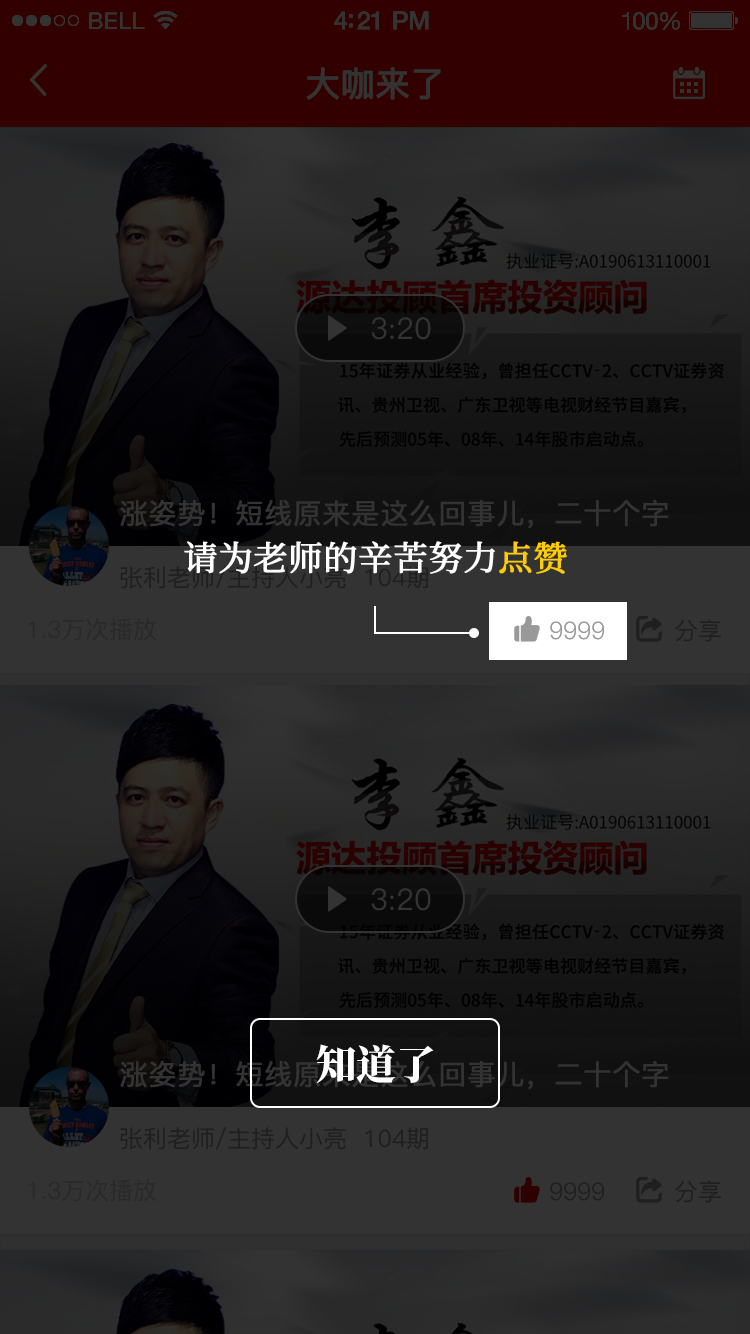 BELL 4:21 PM 100%
大咖来了
李鑫 执业证号:A0190613110001
源达投顾首席投资顾问
3:20
15年证券从业经验，曾担任CCTV-2、CCTV证券资
讯、贵州卫视、广东卫视等电视财经节目嘉宾，
先后预测05年、08年、14年股市启动点。
涨姿势！短线原来是这么回事儿，二十个字
请为老师的辛苦努力点赞
张利老师/主持人小亮 104期
1.3万次播放 9999 分享
李鑫 执业证号:A0190613110001
源达投顾首席投资顾问
3:20
15年证券从业经验，曾担任CCTV-2、CCTV证券资
讯、贵州卫视、广东卫视等电视财经节目嘉宾，
先后预测05年、08年、14年股市启动点。
知道了
涨姿势！短线原来是这么回事儿，二十个字
张利老师/主持人小亮 104期
1.3万次播放 9999 分享